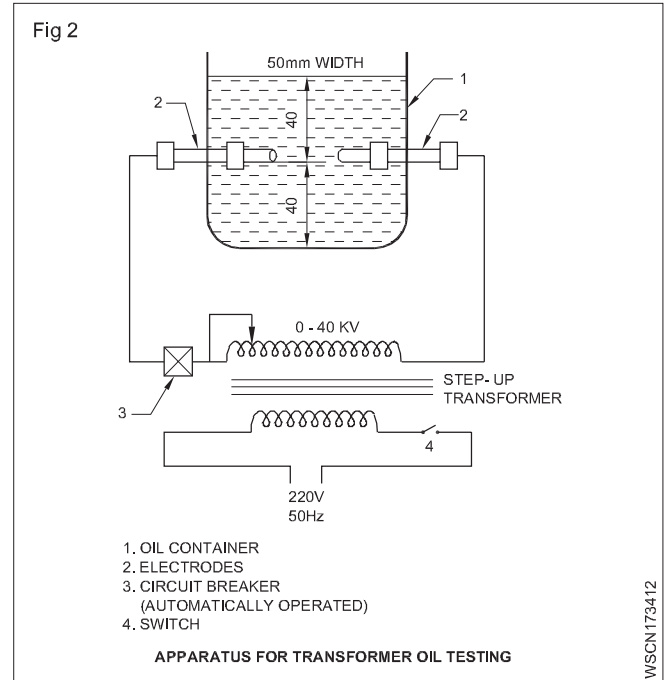 Fig 2
50mm WIDTH
1
2
2
40
40
0 - 40 KV
STEP- UP
TRANSFORMER
3
4
220V
50Hz
1. OIL CONTAINER
2. ELECTRODES
3. CIRCUIT BREAKER
(AUTOMATICALLY OPERATED)
4. SWITCH
APPARATUS FOR TRANSFORMER OIL TESTING
WSCN173412